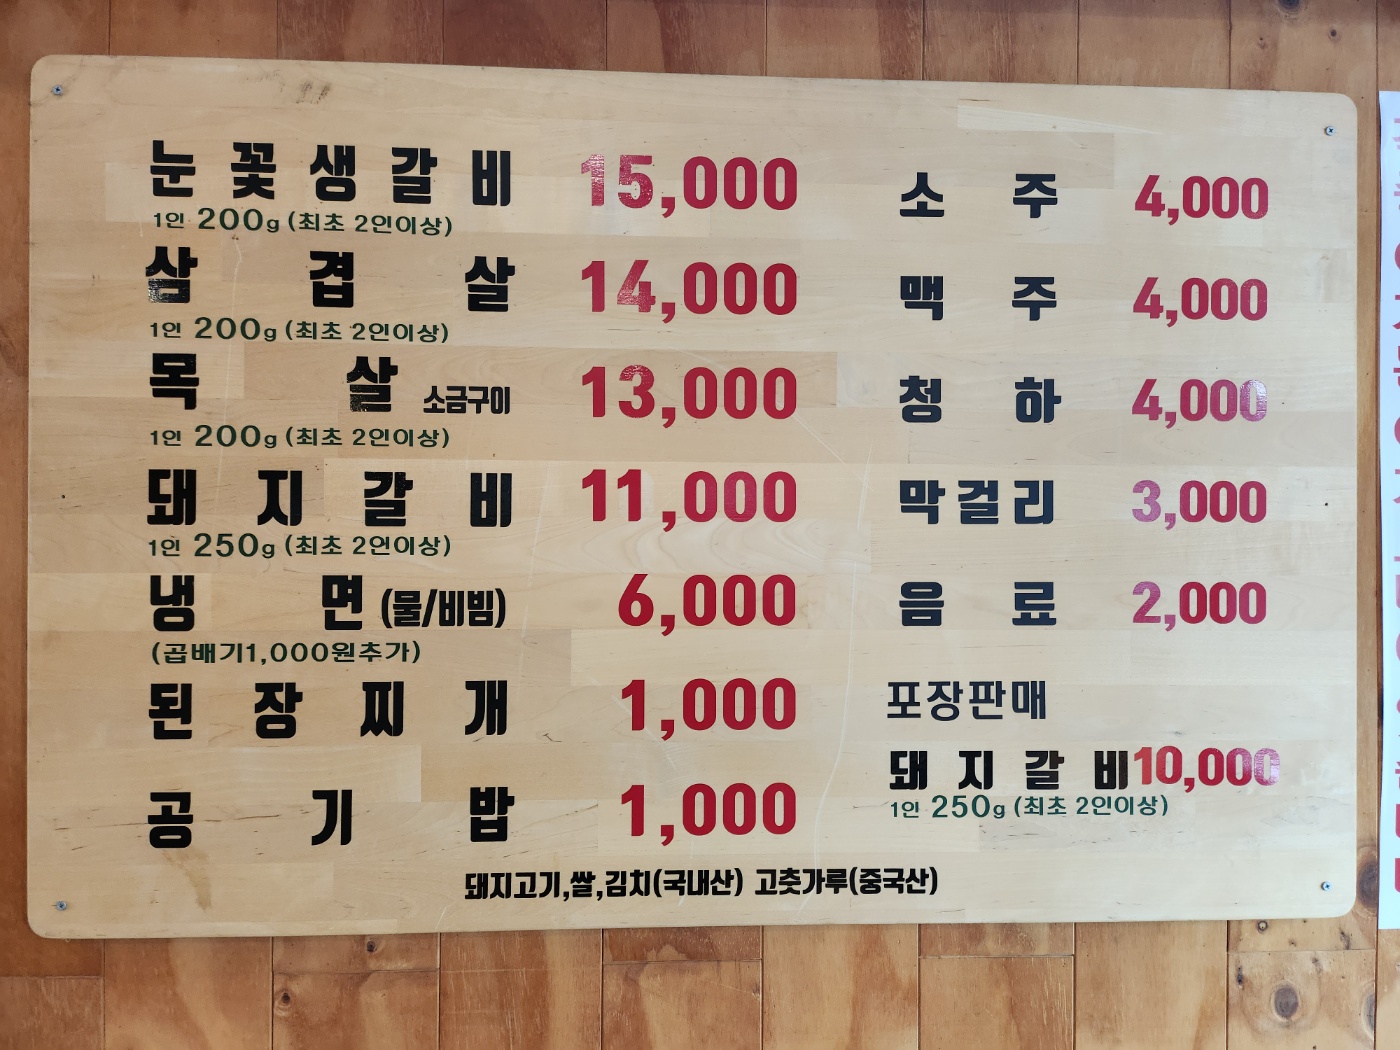 눈꽃생갈비 15,000
1인 200g (최초 2인이상)
삼겹살 14,000
1인 200g (최초 2인이상)
목살 소금구이 13,000
1인 200g (최초 2인이상)
돼지갈비 11,000
1인 250g (최초 2인이상)
냉면 (물/비빔) 6,000
(곱배기1,000원추가)
된장찌개 1,000
공기밥 1,000
소주 4,000
맥주 4,000
청하 4,000
막걸리 3,000
음료 2,000
포장판매
돼지갈비 10,000
1인 250g (최초 2인이상)
돼지고기,쌀,김치(국내산) 고춧가루(중국산)